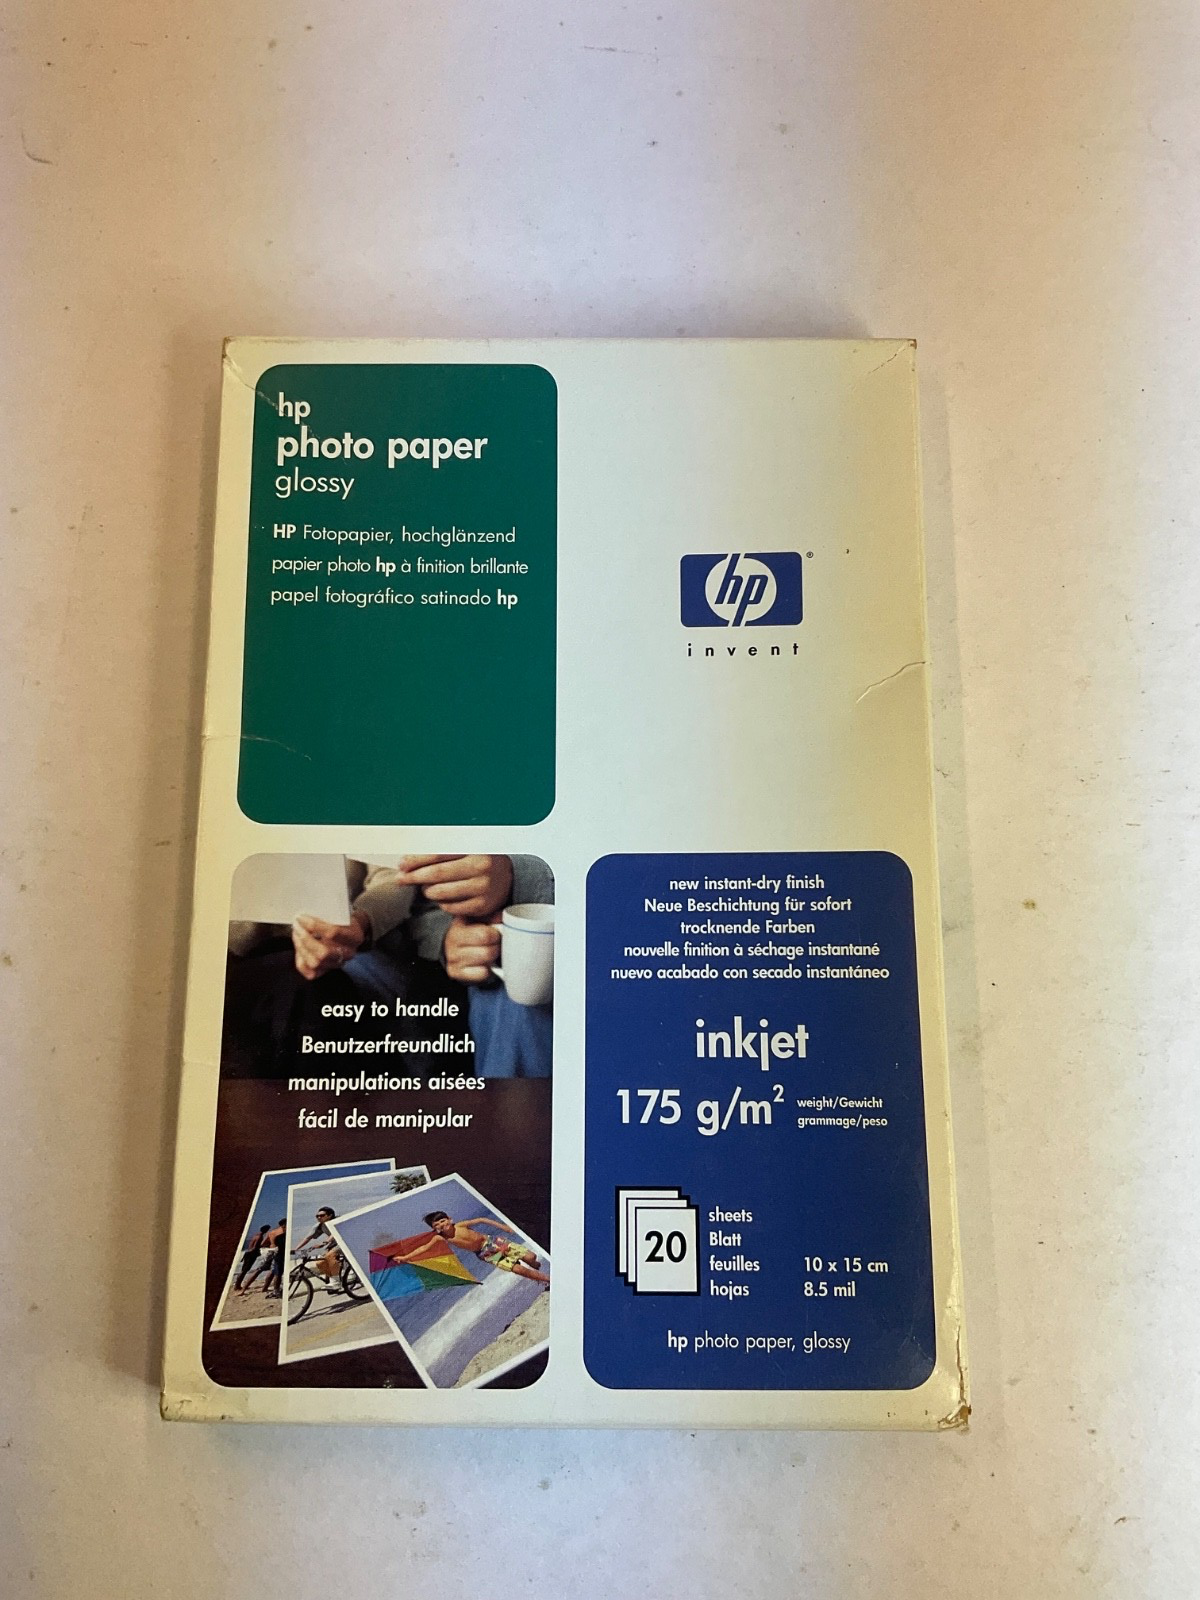 hp
photo paper
glossy
HP Fotopapier, hochglänzend
papier photo hp à finition brillante
papel fotográfico satinado hp
hp®
invent
easy to handle
Benutzerfreundlich
manipulations aisées
fácil de manipular
new instant-dry finish
Neue Beschichtung für sofort
trocknende Farben
nouvelle finition à séchage instantané
nuevo acabado con secado instantáneo
inkjet
175 g/m² weight/Gewicht
grammage/peso
20
sheets
Blatt
feuilles 10 x 15 cm
hojas 8.5 mil
hp photo paper, glossy